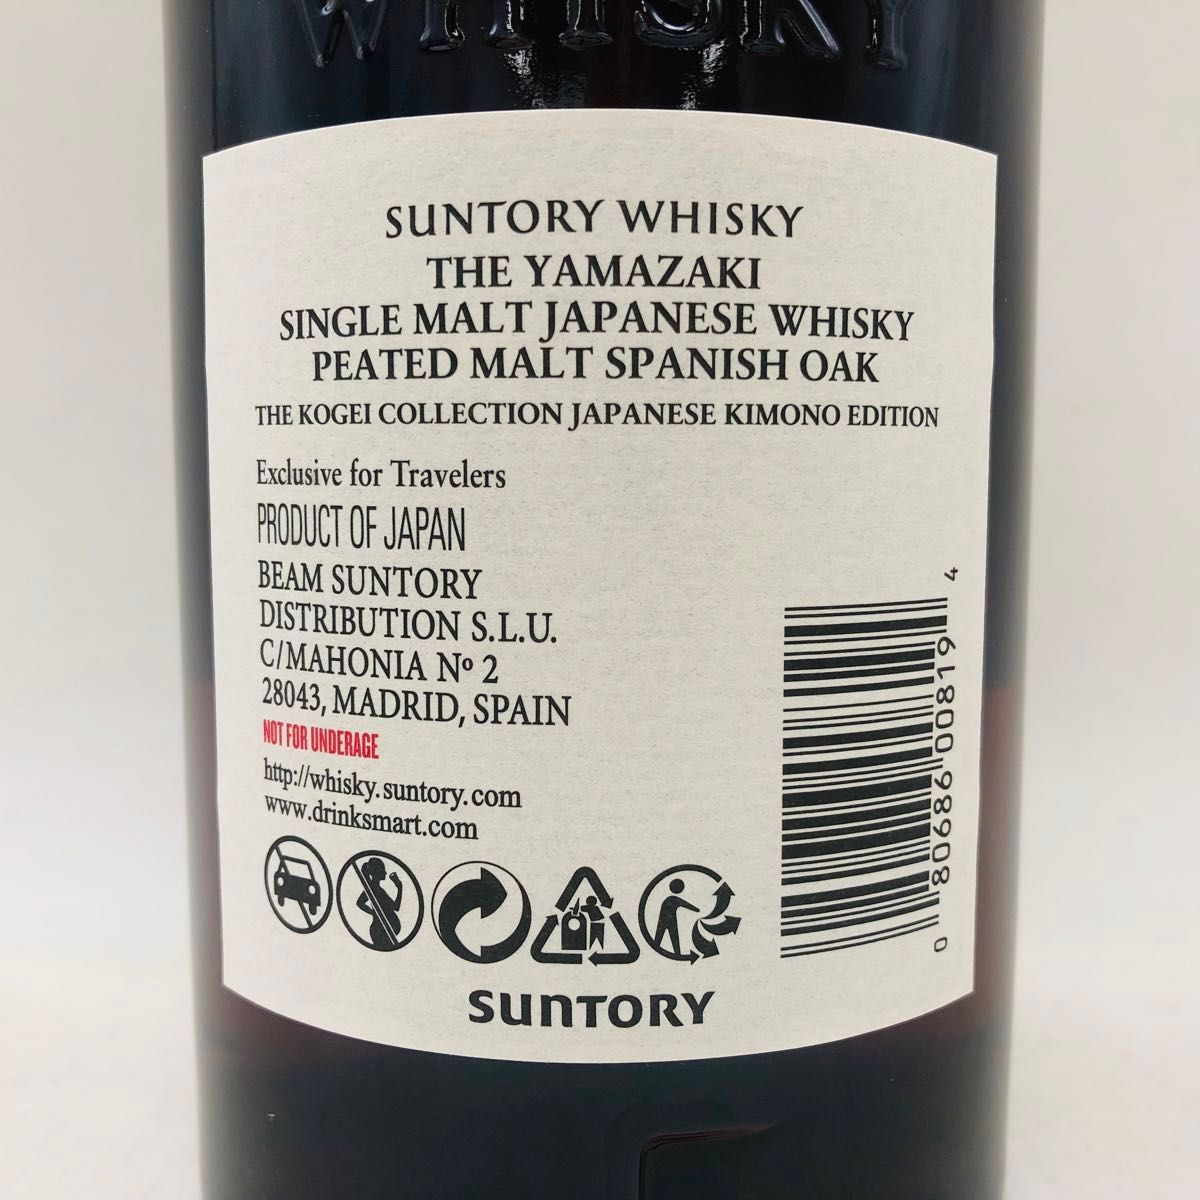 WHISKY
SUNTORY WHISKY
THE YAMAZAKI
SINGLE MALT JAPANESE WHISKY
PEATED MALT SPANISH OAK
THE KOGEI COLLECTION JAPANESE KIMONO EDITION
Exclusive for Travelers
PRODUCT OF JAPAN
BEAM SUNTORY
DISTRIBUTION S.L.U.
C/MAHONIA Nº 2
28043, MADRID, SPAIN
NOT FOR UNDERAGE
http://whisky.suntory.com
www.drinksmart.com
0 80686 00819 4
SUNTORY